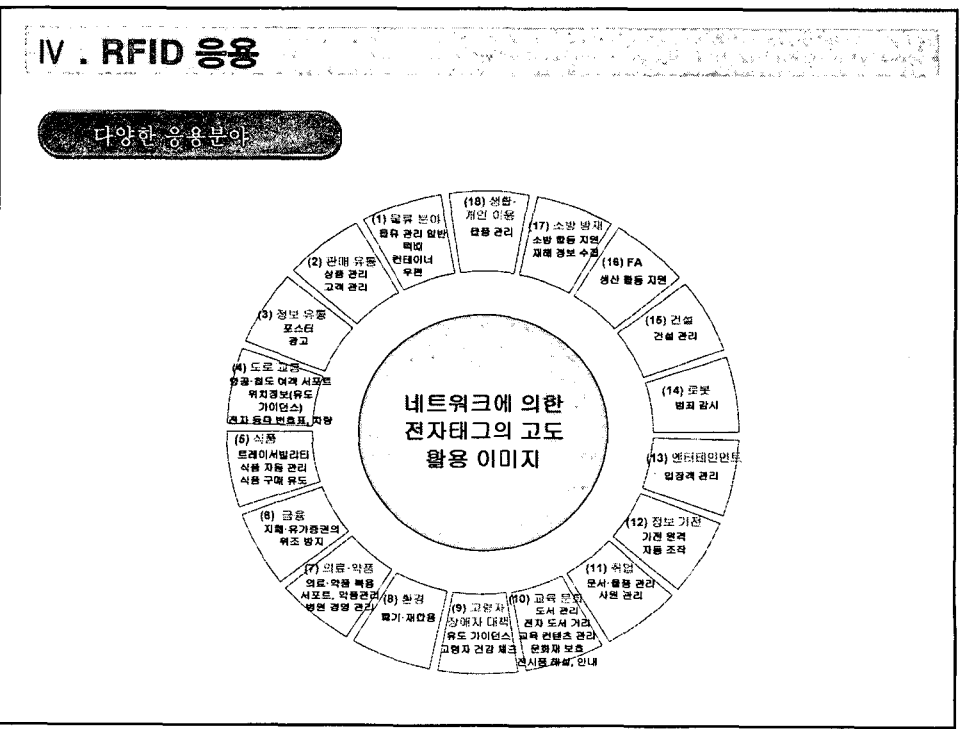 IV . RFID 응용
다양한 응용분야
(1) 물류 분야
물류 관리 일반
택배
컨테이너
우편
(2) 판매 유통
상품 관리
고객 관리
(3) 정보 유통
포스터
광고
(4) 도로 교통
항공·철도 여객 서포트
위치정보(유도
가이던스)
전자 등대 번호표, 차량
(5) 식품
트레이서빌리티
식품 자동 관리
식품 구매 유도
(6) 금융
지폐·유가증권의
위조 방지
(7) 의료·약품
의료·약품 복용
서포트, 약품관리
병원 경영 관리
(8) 환경
폐기·재활용
(9) 고령자
장애자 대책
유도 가이던스
고령자 건강 체크
(10) 교육 문화
도서 관리
전자 도서 거리
교육 컨텐츠 관리
문화재 보호
전시품 해설, 안내
(11) 취업
문서·물품 관리
사원 관리
(12) 정보 가전
가전 원격
자동 조작
(13) 엔터테인먼트
입장객 관리
(14) 로봇
범죄 감시
(15) 건설
건설 관리
(16) FA
생산 활동 지원
(17) 소방 방재
소방 활동 지원
재해 정보 수집
(18) 생활·
개인 이용
물품 관리
네트워크에 의한
전자태그의 고도
활용 이미지